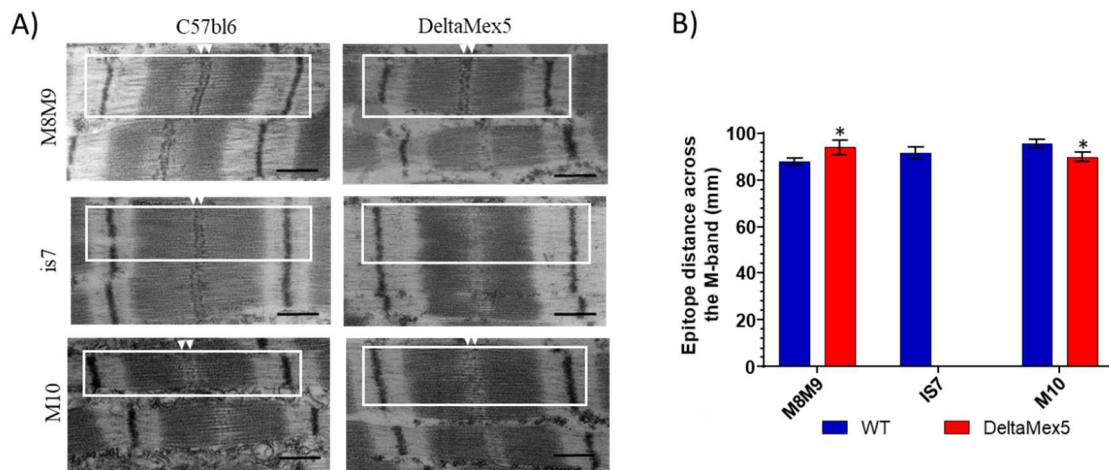 A)
C57bl6
DeltaMex5
M8M9
is7
M10
B)
Epitope distance across
the M-band (mm)
100
80
60
40
20
0
*
*
M8M9
IS7
M10
WT
DeltaMex5